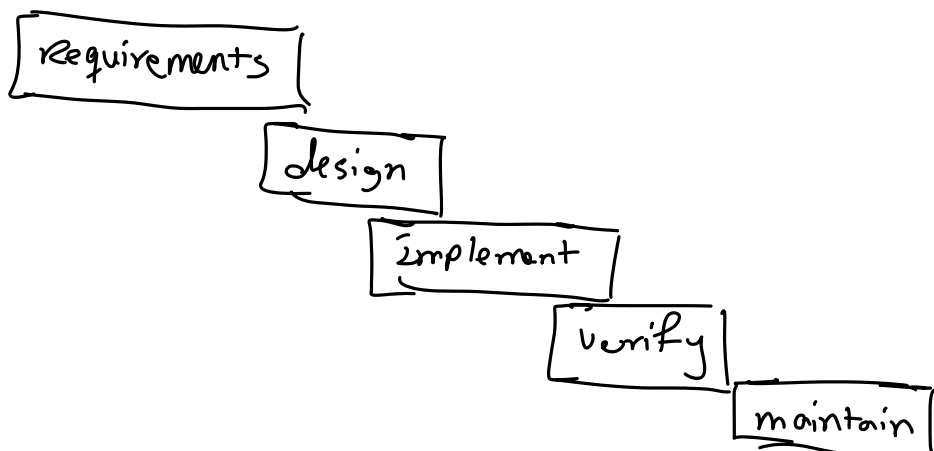 Requirements
design
implement
verify
maintain